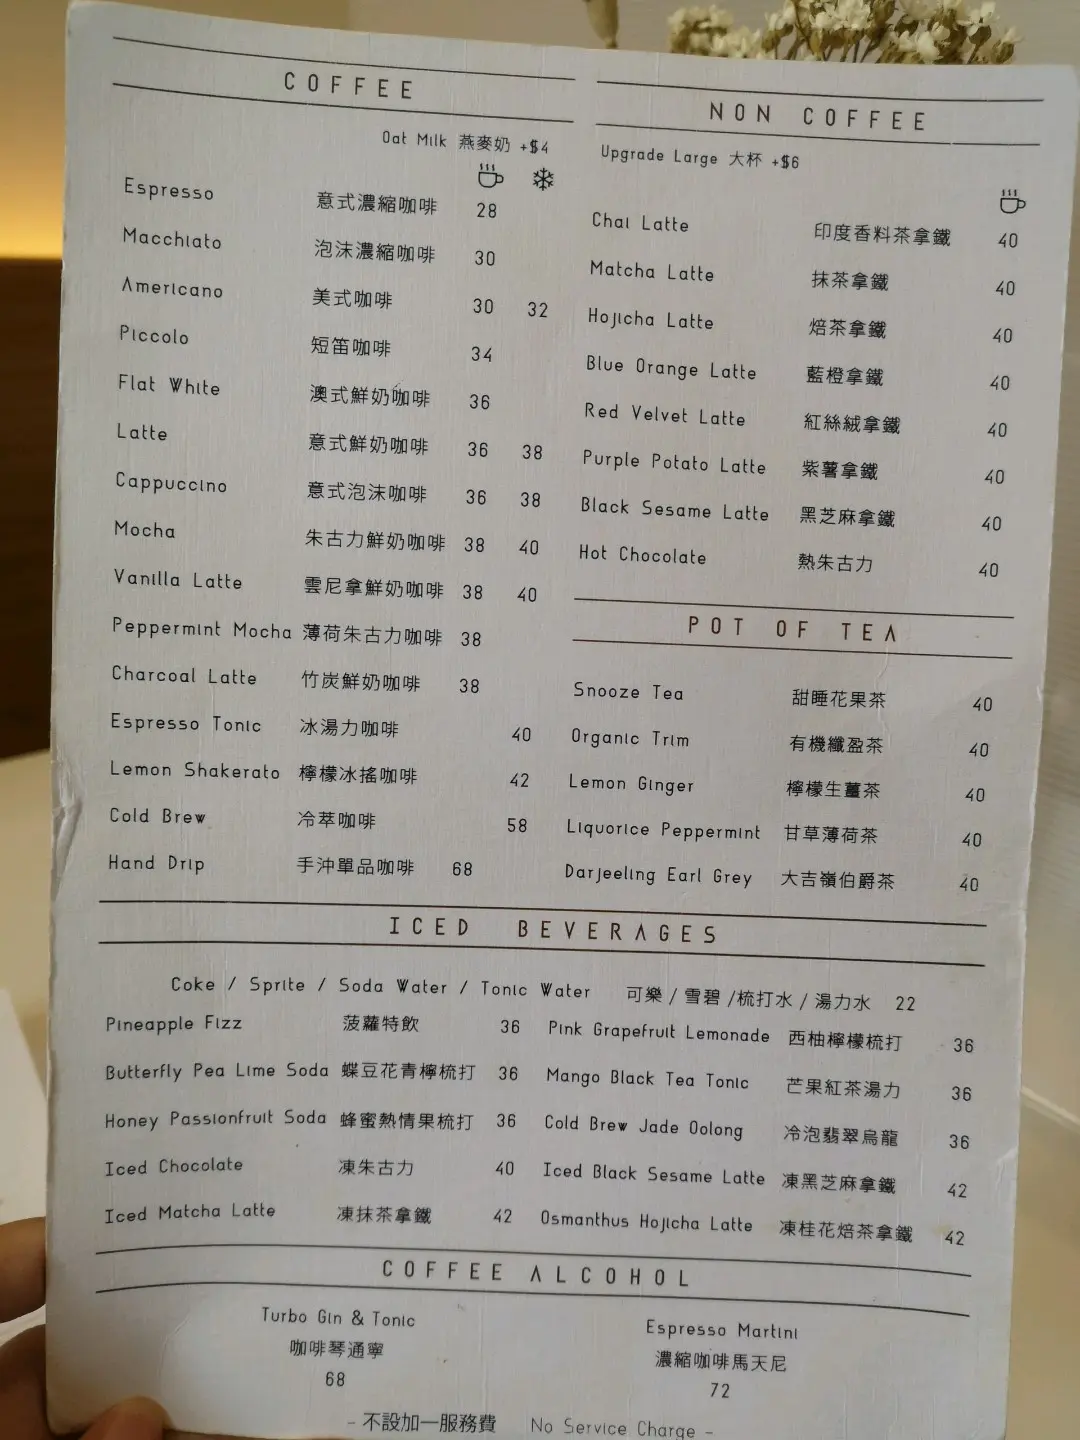 COFFEE
Oat Milk 燕麥奶 +$4
Espresso 意式濃縮咖啡 28
Macchiato 泡沫濃縮咖啡 30
Americano 美式咖啡 30 32
Piccolo 短笛咖啡 34
Flat White 澳式鮮奶咖啡 36
Latte 意式鮮奶咖啡 36 38
Cappuccino 意式泡沫咖啡 36 38
Mocha 朱古力鮮奶咖啡 38 40
Vanilla Latte 雲尼拿鮮奶咖啡 38 40
Peppermint Mocha 薄荷朱古力咖啡 38
Charcoal Latte 竹炭鮮奶咖啡 38
Espresso Tonic 冰湯力咖啡 40
Lemon Shakerato 檸檬冰搖咖啡 42
Cold Brew 冷萃咖啡 58
Hand Drip 手沖單品咖啡 68
NON COFFEE
Upgrade Large 大杯 +$6
Chai Latte 印度香料茶拿鐵 40
Matcha Latte 抹茶拿鐵 40
Hojicha Latte 焙茶拿鐵 40
Blue Orange Latte 藍橙拿鐵 40
Red Velvet Latte 紅絲絨拿鐵 40
Purple Potato Latte 紫薯拿鐵 40
Black Sesame Latte 黑芝麻拿鐵 40
Hot Chocolate 熱朱古力 40
POT OF TEA
Snooze Tea 甜睡花果茶 40
Organic Trim 有機纖盈茶 40
Lemon Ginger 檸檬生薑茶 40
Liquorice Peppermint 甘草薄荷茶 40
Darjeeling Earl Grey 大吉嶺伯爵茶 40
ICED BEVERAGES
Coke / Sprite / Soda Water / Tonic Water 可樂 / 雪碧 /梳打水 / 湯力水 22
Pineapple Fizz 菠蘿特飲 36
Butterfly Pea Lime Soda 蝶豆花青檸梳打 36
Honey Passionfruit Soda 蜂蜜熱情果梳打 36
Iced Chocolate 凍朱古力 40
Iced Matcha Latte 凍抹茶拿鐵 42
Pink Grapefruit Lemonade 西柚檸檬梳打 36
Mango Black Tea Tonic 芒果紅茶湯力 36
Cold Brew Jade Oolong 冷泡翡翠烏龍 36
Iced Black Sesame Latte 凍黑芝麻拿鐵 42
Osmanthus Hojicha Latte 凍桂花焙茶拿鐵 42
COFFEE ALCOHOL
Turbo Gin & Tonic
咖啡琴通寧
68
Espresso Martini
濃縮咖啡馬天尼
72
- 不設加一服務費 No Service Charge -